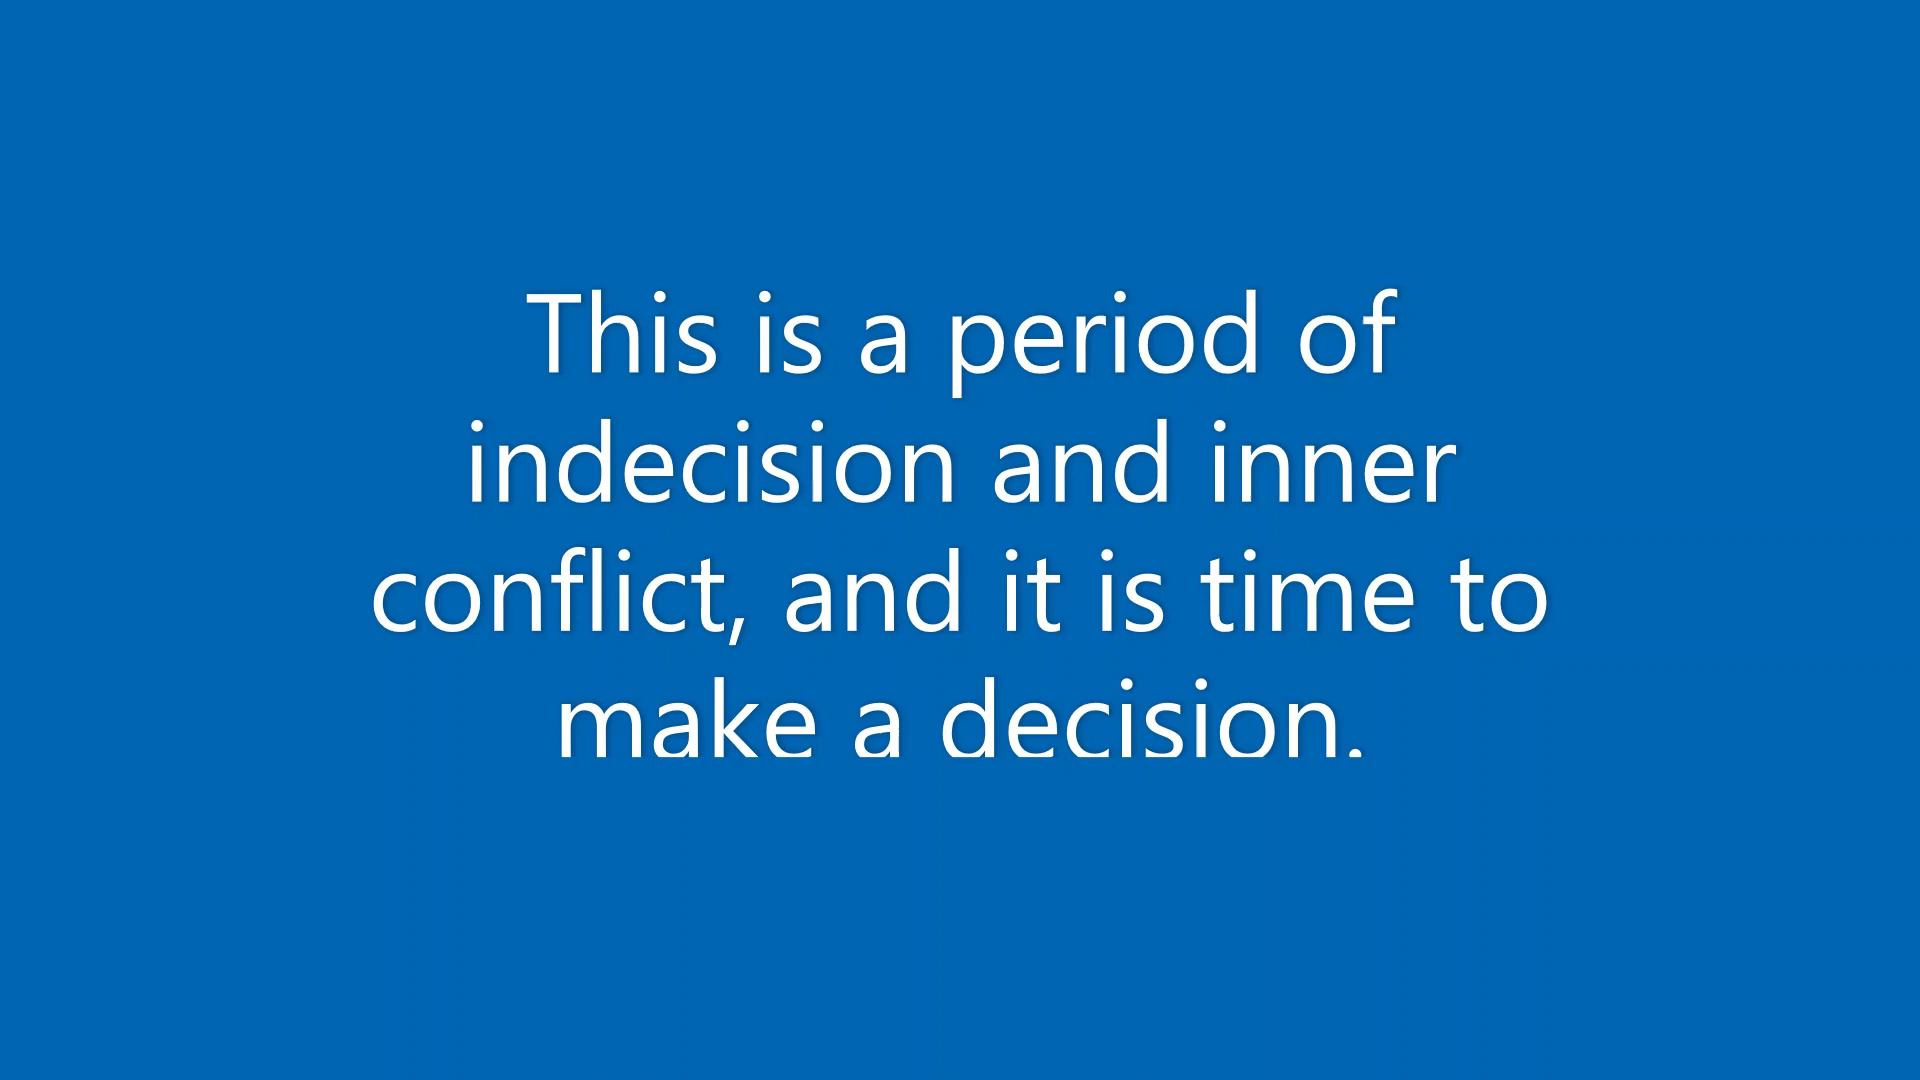 This is a period of
indecision and inner
conflict, and it is time to
make a decision.